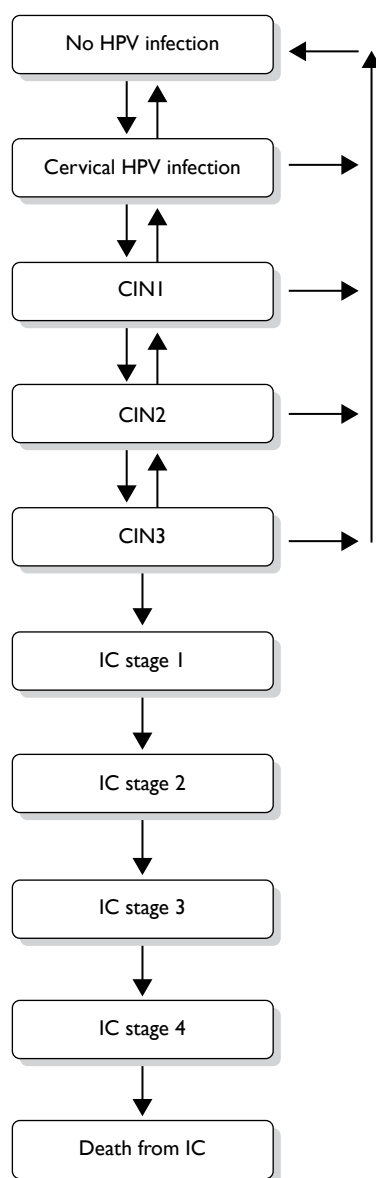 No HPV infection
Cervical HPV infection
CIN1
CIN2
CIN3
IC stage 1
IC stage 2
IC stage 3
IC stage 4
Death from IC